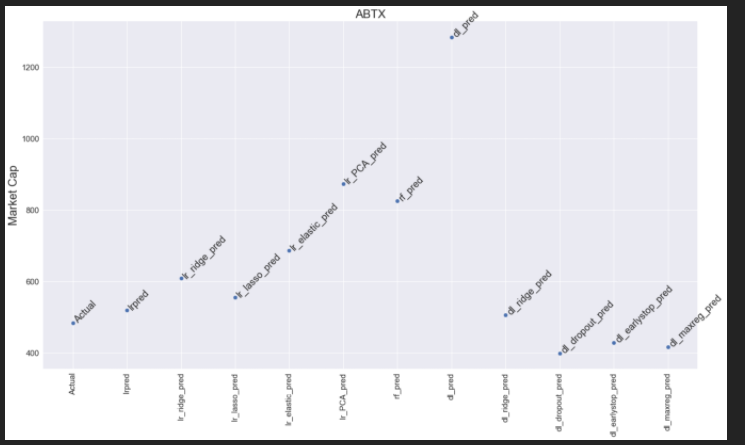 ABTX
Market Cap
1200
1000
800
600
400
Actual
lrpred
lr_ridge_pred
lr_lasso_pred
lr_elastic_pred
lr_PCA_pred
rf_pred
dl_pred
dl_ridge_pred
dl_dropout_pred
dl_earlystop_pred
dl_maxreg_pred
Actual
lrpred
lr_ridge_pred
lr_lasso_pred
lr_elastic_pred
lr_PCA_pred
rf_pred
dl_pred
dl_ridge_pred
dl_dropout_pred
dl_earlystop_pred
dl_maxreg_pred